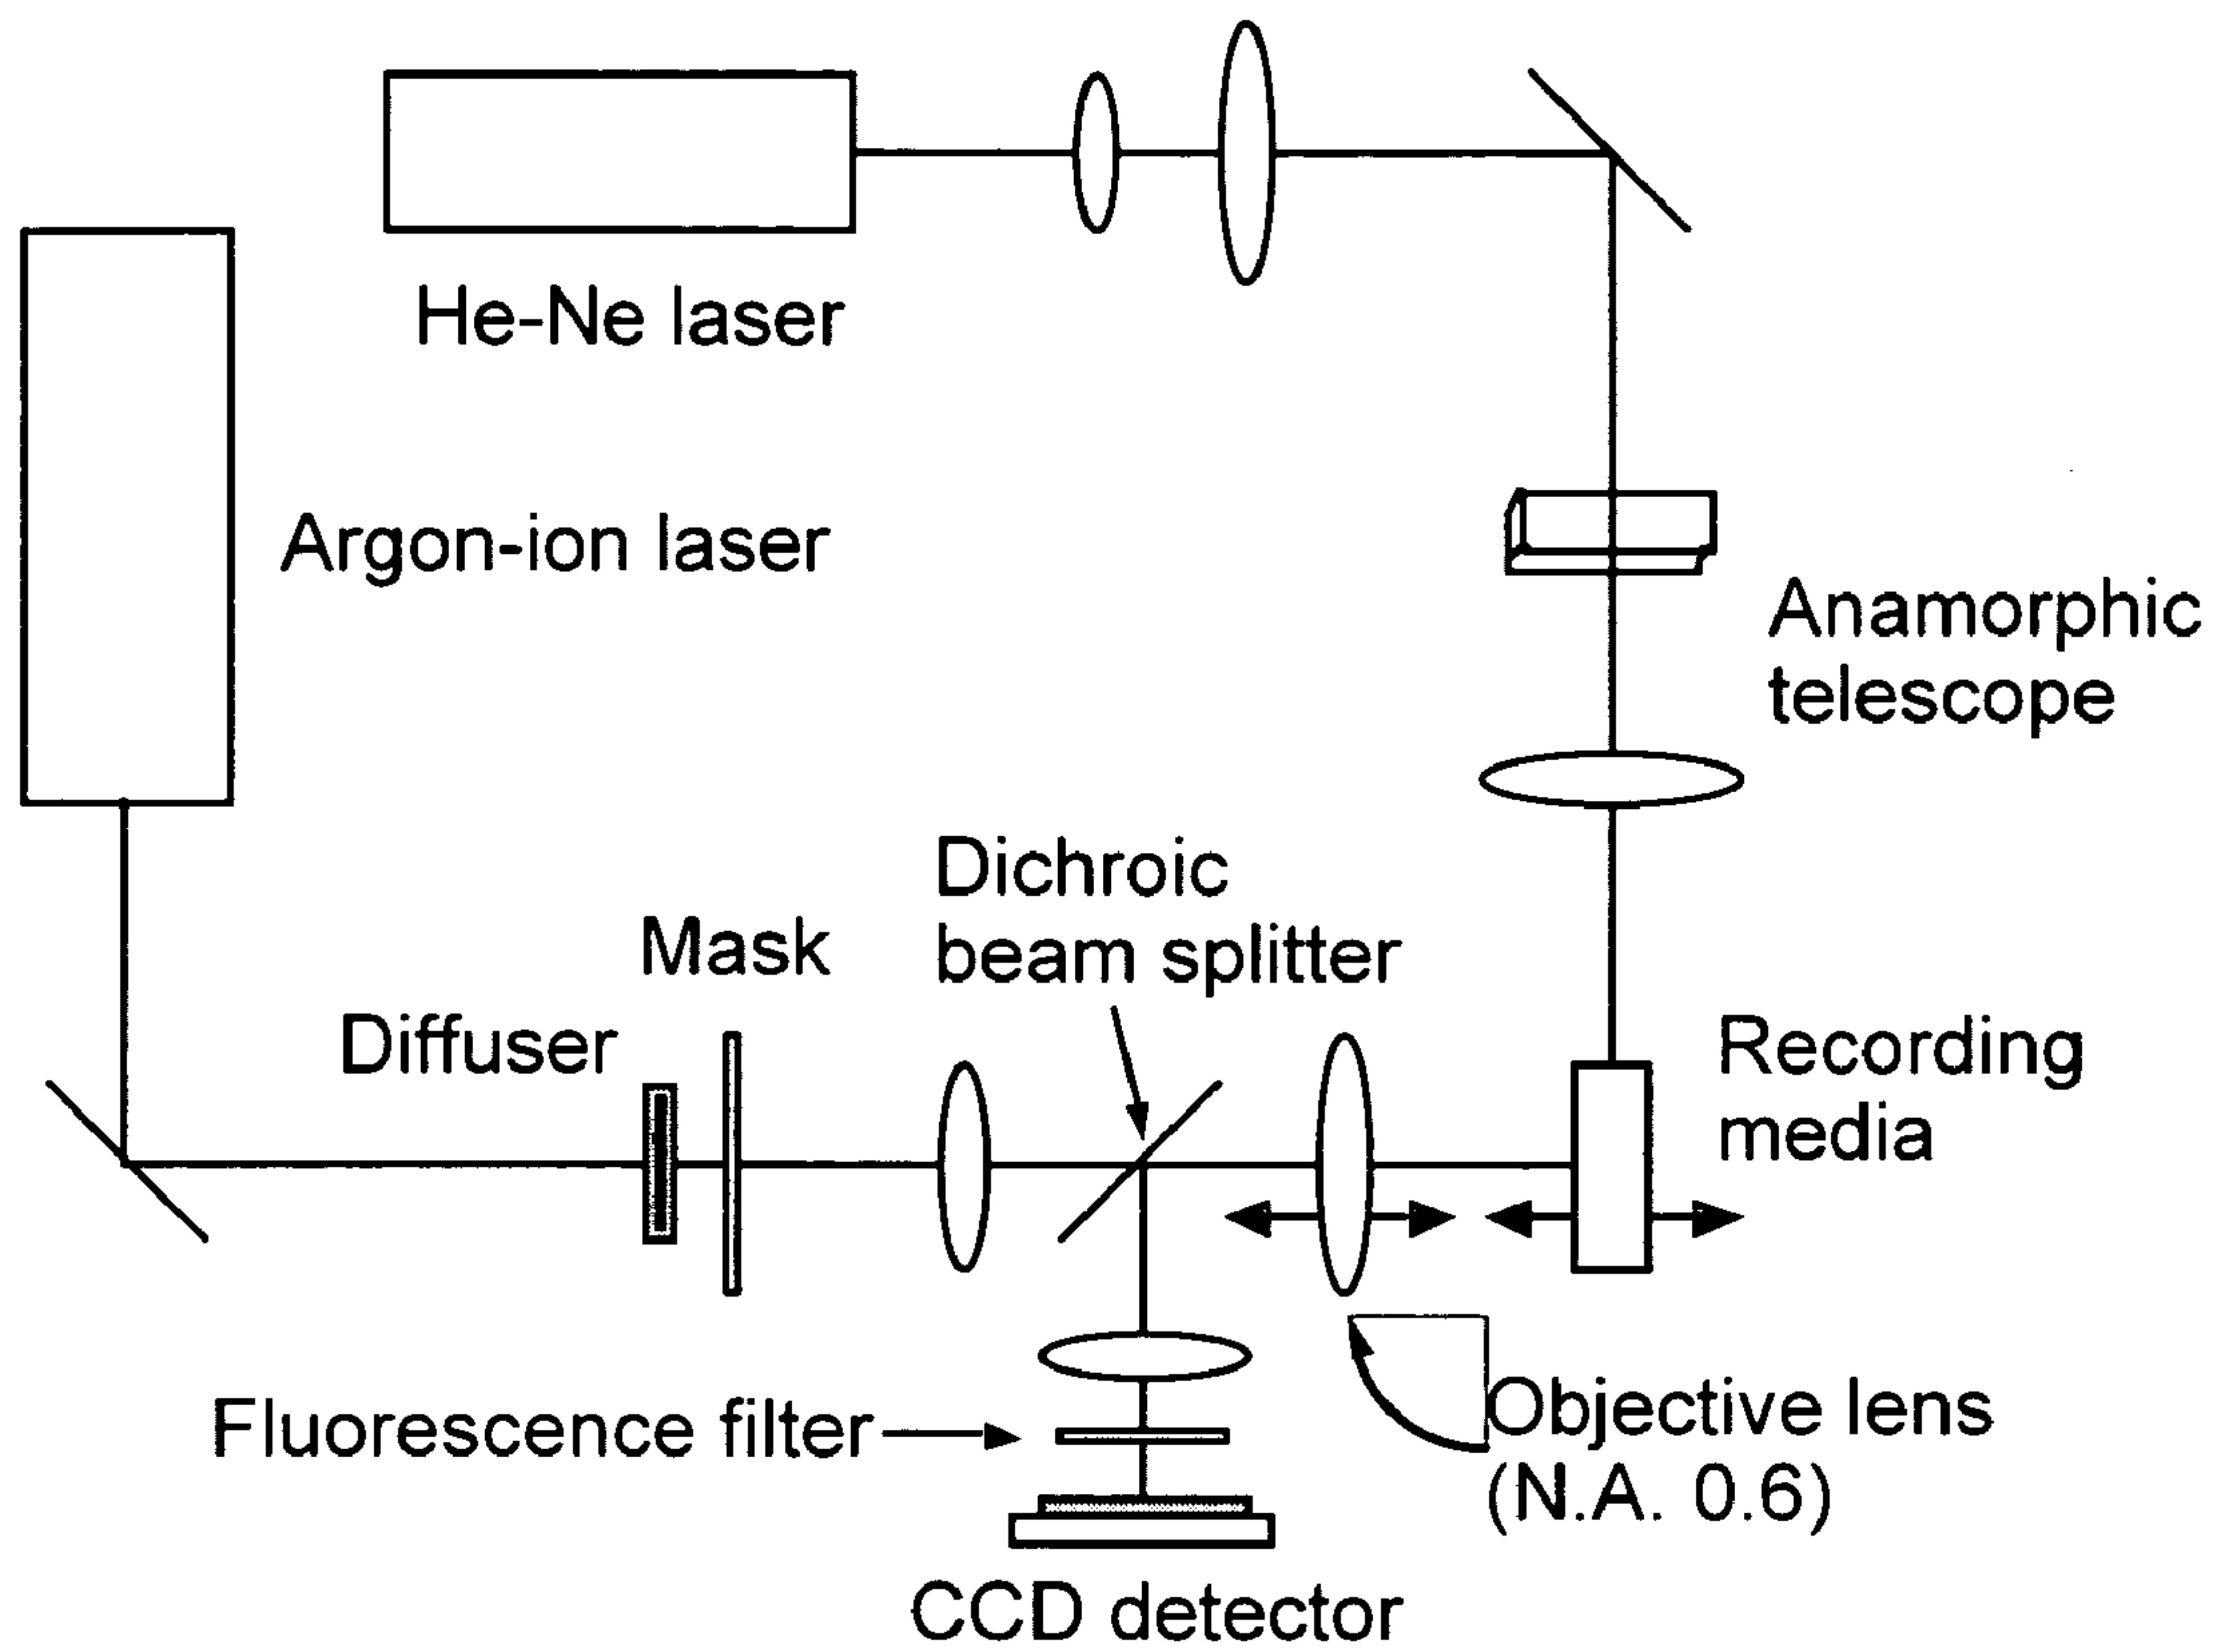 He-Ne laser
Argon-ion laser
Anamorphic
telescope
Dichroic
beam splitter
Mask
Diffuser
Recording
media
Fluorescence filter
Objective lens
(N.A. 0.6)
CCD detector